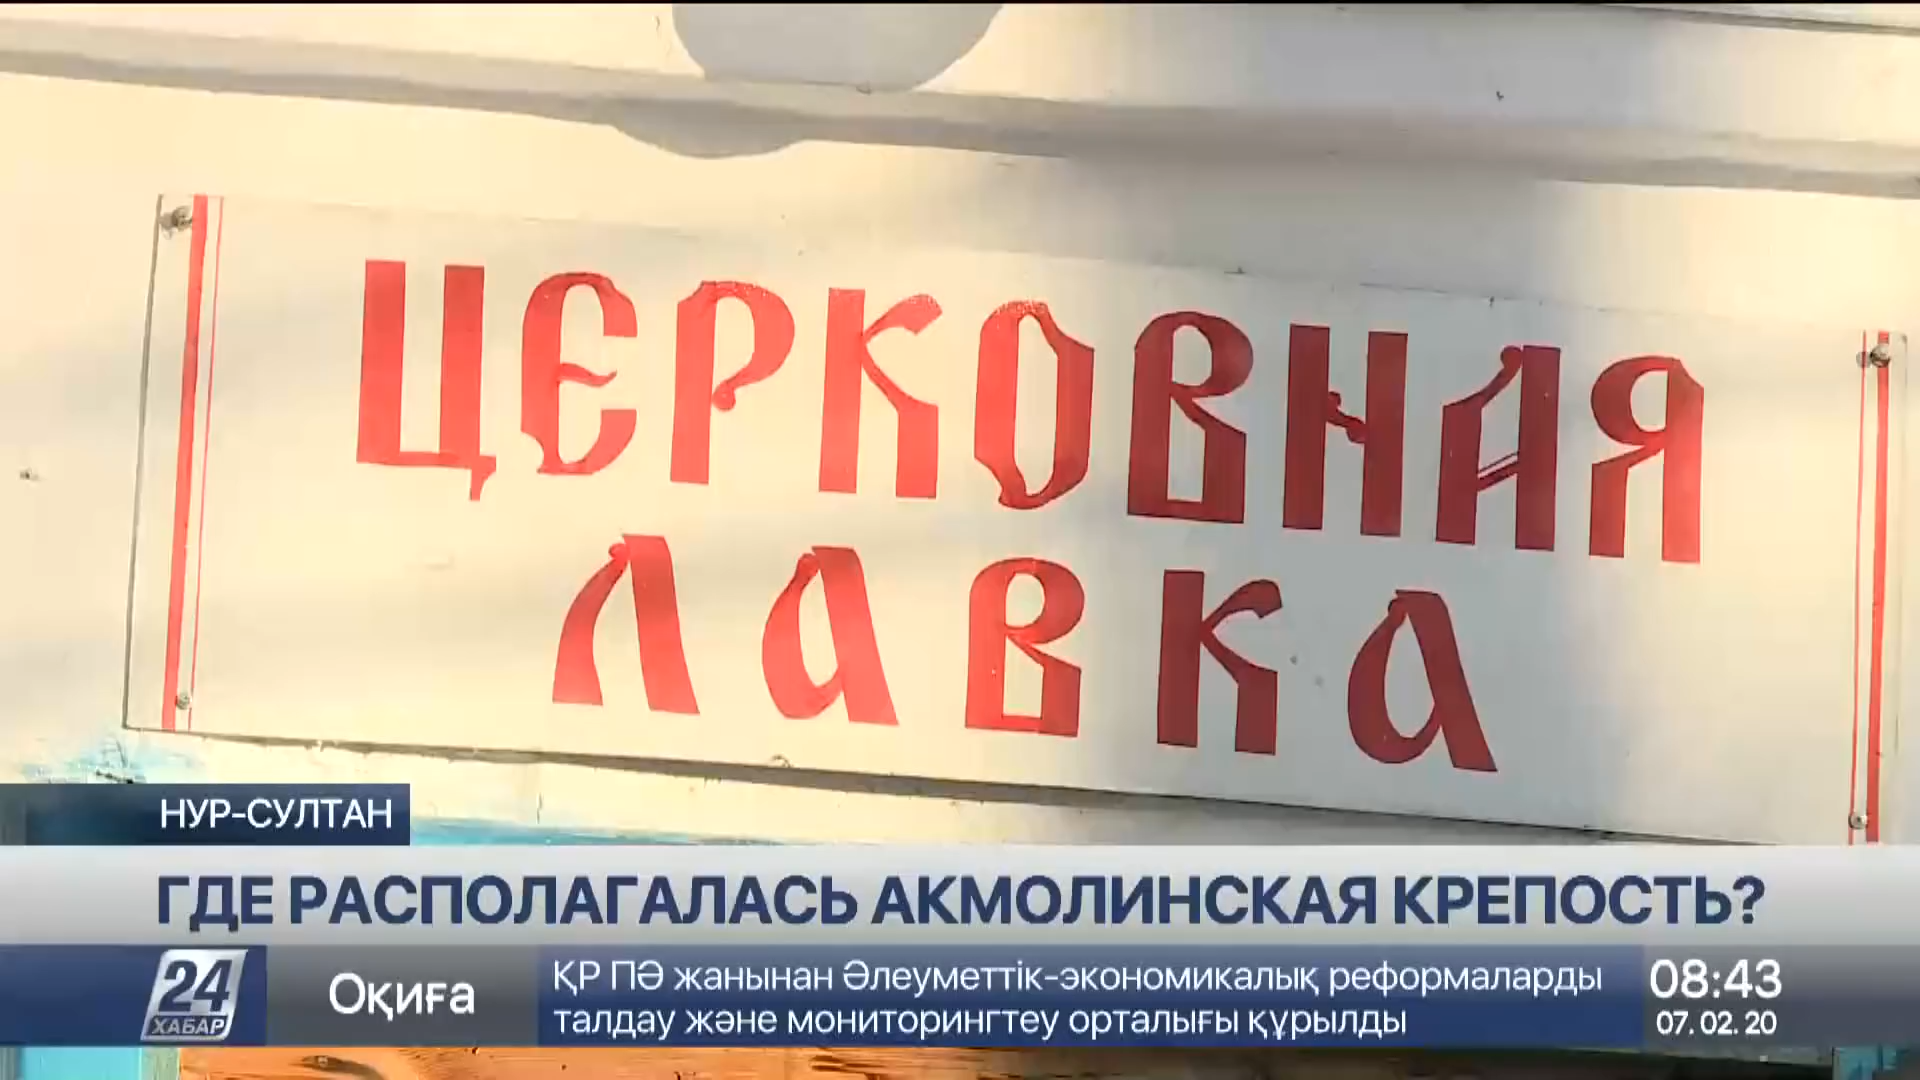 ЦЕРКОВНАЯ
ЛАВКА
НУР-СУЛТАН
ГДЕ РАСПОЛАГАЛАСЬ АКМОЛИНСКАЯ КРЕПОСТЬ?
24
ХАБАР
Оқиға
ҚР ПӘ жанынан Әлеуметтік-экономикалық реформаларды
талдау және мониторингтеу орталығы құрылды
08:43
07. 02. 20